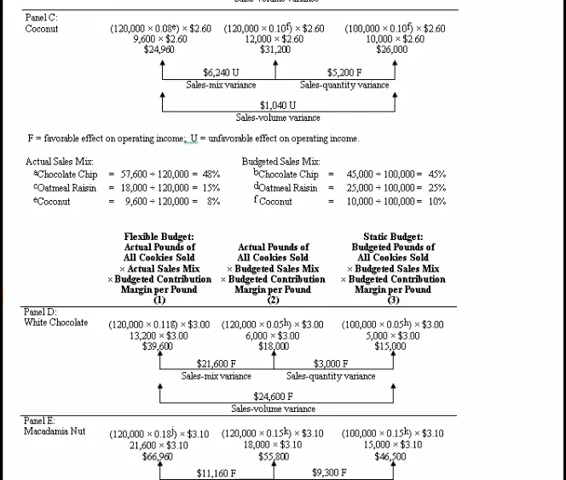 Sales-volume variance
Panel C:
Coconut (120,000 × 0.08ᵉ) × $2.60 (120,000 × 0.10ᶠ) × $2.60 (100,000 × 0.10ᶠ) × $2.60
9,600 × $2.60 12,000 × $2.60 10,000 × $2.60
$24,960 $31,200 $26,000
$6,240 U $5,200 F
Sales-mix variance Sales-quantity variance
$1,040 U
Sales-volume variance
F = favorable effect on operating income; U = unfavorable effect on operating income.
Actual Sales Mix: Budgeted Sales Mix:
ᵃChocolate Chip = 57,600 ÷ 120,000 = 48% ᵇChocolate Chip = 45,000 ÷ 100,000 = 45%
ᶜOatmeal Raisin = 18,000 ÷ 120,000 = 15% ᵈOatmeal Raisin = 25,000 ÷ 100,000 = 25%
ᵉCoconut = 9,600 ÷ 120,000 = 8% ᶠCoconut = 10,000 ÷ 100,000 = 10%
Flexible Budget: Static Budget:
Actual Pounds of Actual Pounds of Budgeted Pounds of
All Cookies Sold All Cookies Sold All Cookies Sold
× Actual Sales Mix × Budgeted Sales Mix × Budgeted Sales Mix
× Budgeted Contribution × Budgeted Contribution × Budgeted Contribution
Margin per Pound Margin per Pound Margin per Pound
(1) (2) (3)
Panel D:
White Chocolate (120,000 × 0.11g) × $3.00 (120,000 × 0.05ʰ) × $3.00 (100,000 × 0.05ʰ) × $3.00
13,200 × $3.00 6,000 × $3.00 5,000 × $3.00
$39,600 $18,000 $15,000
$21,600 F $3,000 F
Sales-mix variance Sales-quantity variance
$24,600 F
Sales-volume variance
Panel E:
Macadamia Nut (120,000 × 0.18ʲ) × $3.10 (120,000 × 0.15ᵏ) × $3.10 (100,000 × 0.15ᵏ) × $3.10
21,600 × $3.10 18,000 × $3.10 15,000 × $3.10
$66,960 $55,800 $46,500
$11,160 F $9,300 F